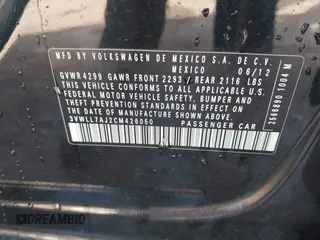 MFD. BY VOLKSWAGEN DE MEXICO S.A. DE C.V.
MEXICO 06/12
GVWR 4299 GAWR FRONT 2293 / REAR 2116 LBS
THIS VEHICLE CONFORMS TO ALL APPLICABLE
FEDERAL MOTOR VEHICLE SAFETY, BUMPER AND
THEFT PREVENTION STANDARDS IN EFFECT
ON THE DATE OF MANUFACTURE SHOWN ABOVE.
3VWLL7AJ2CM426050
PASSENGER CAR
2566890 1004 M
DREAMBID